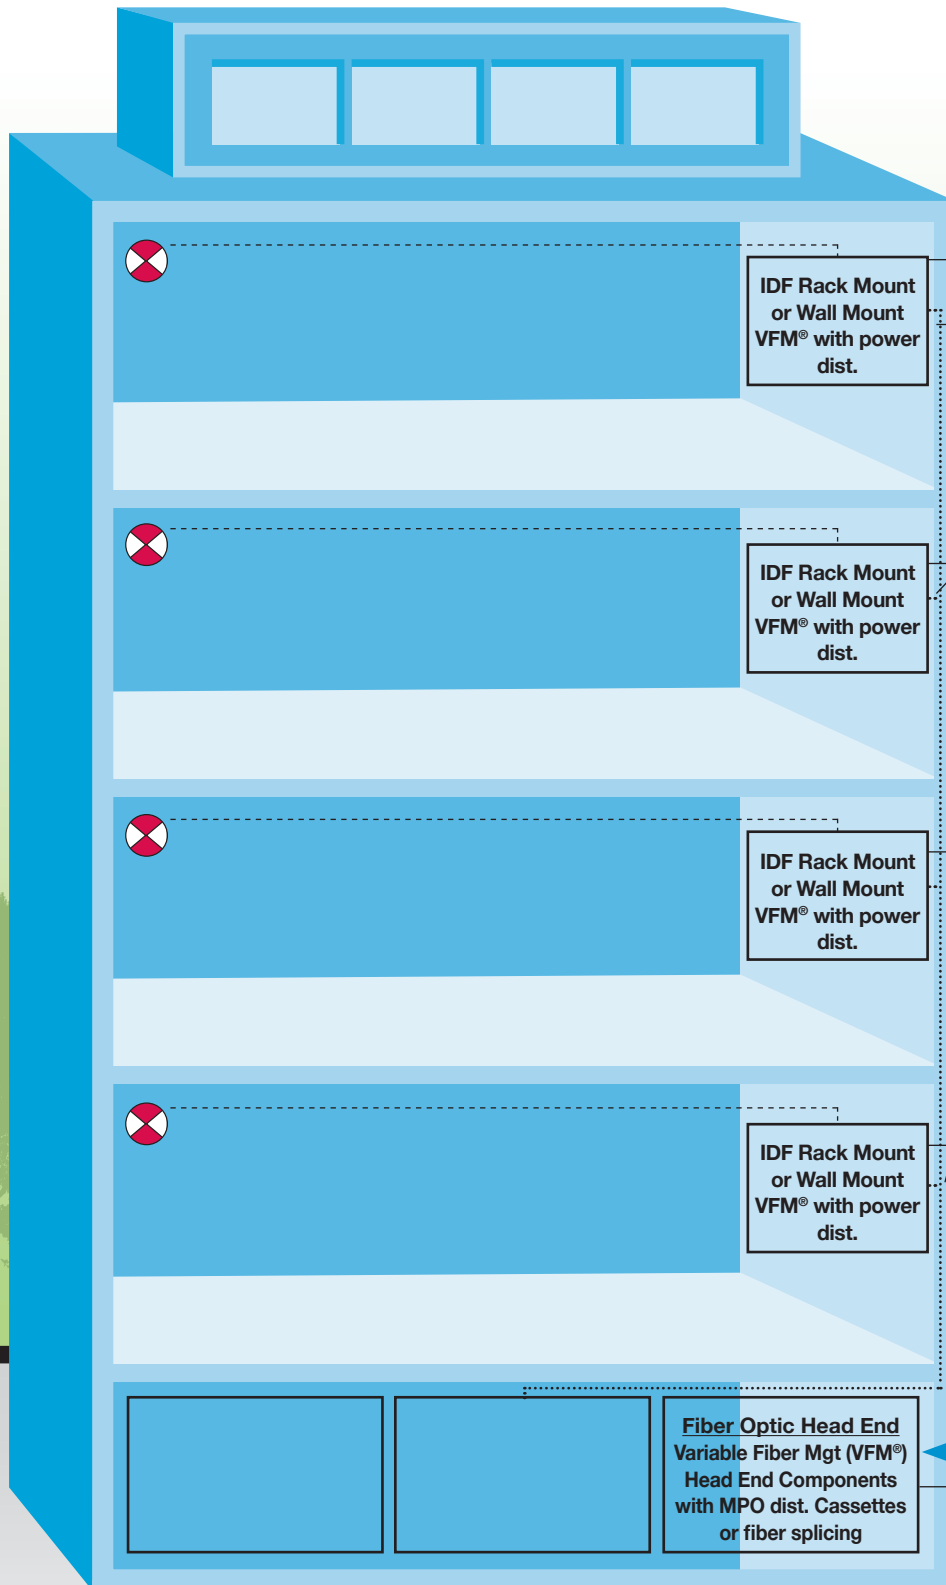 IDF Rack Mount
or Wall Mount
VFM® with power
dist.
IDF Rack Mount
or Wall Mount
VFM® with power
dist.
IDF Rack Mount
or Wall Mount
VFM® with power
dist.
IDF Rack Mount
or Wall Mount
VFM® with power
dist.
Fiber Optic Head End
Variable Fiber Mgt (VFM®)
Head End Components
with MPO dist. Cassettes
or fiber splicing